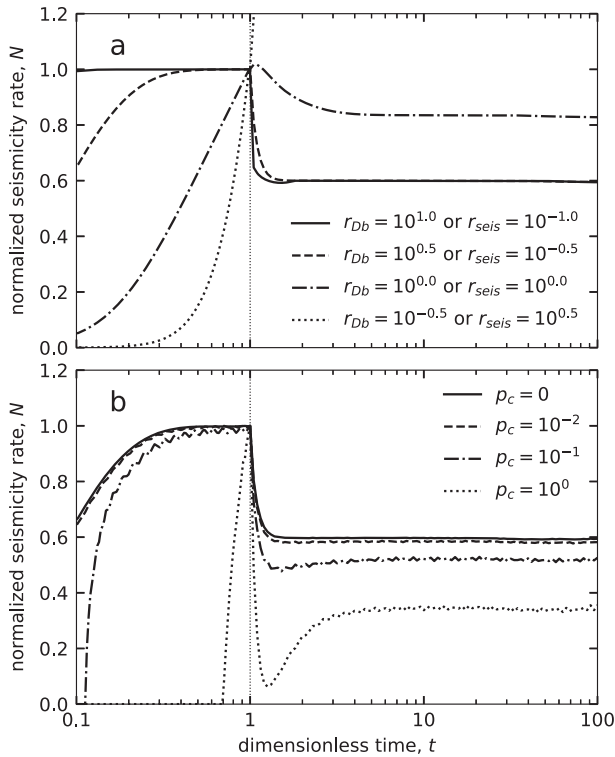 a
normalized seismicity rate, N
1.2
1.0
0.8
0.6
0.4
0.2
0.0
r_Db = 10^1.0 or r_seis = 10^−1.0
r_Db = 10^0.5 or r_seis = 10^−0.5
r_Db = 10^0.0 or r_seis = 10^0.0
r_Db = 10^−0.5 or r_seis = 10^0.5
b
normalized seismicity rate, N
1.2
1.0
0.8
0.6
0.4
0.2
0.0
p_c = 0
p_c = 10^−2
p_c = 10^−1
p_c = 10^0
0.1 1 10 100
dimensionless time, t